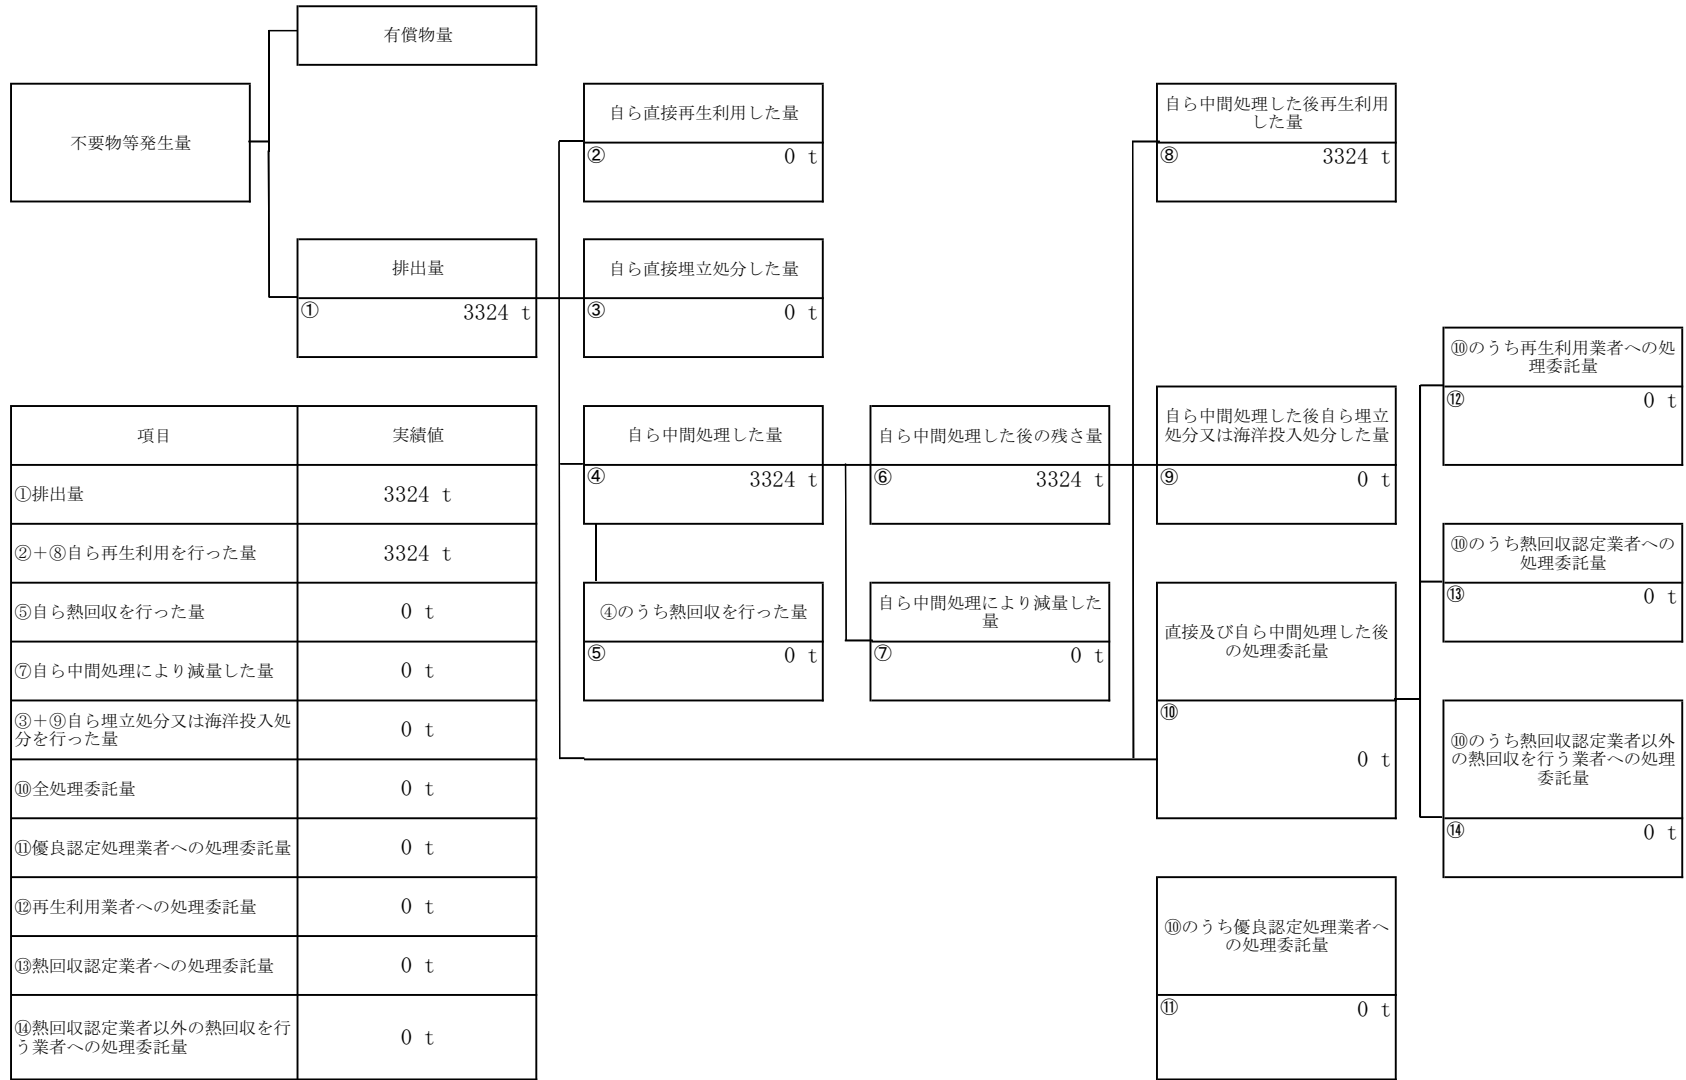 有償物量
不要物等発生量
排出量
① 3324 t
自ら直接再生利用した量
② 0 t
自ら直接埋立処分した量
③ 0 t
自ら中間処理した量
④ 3324 t
④のうち熱回収を行った量
⑤ 0 t
自ら中間処理した後の残さ量
⑥ 3324 t
自ら中間処理により減量した
量
⑦ 0 t
自ら中間処理した後再生利用
した量
⑧ 3324 t
自ら中間処理した後自ら埋立
処分又は海洋投入処分した量
⑨ 0 t
直接及び自ら中間処理した後
の処理委託量
⑩
0 t
⑩のうち優良認定処理業者へ
の処理委託量
⑪ 0 t
⑩のうち再生利用業者への処
理委託量
⑫ 0 t
⑩のうち熱回収認定業者への
処理委託量
⑬ 0 t
⑩のうち熱回収認定業者以外
の熱回収を行う業者への処理
委託量
⑭ 0 t
項目 実績値
①排出量 3324 t
②＋⑧自ら再生利用を行った量 3324 t
⑤自ら熱回収を行った量 0 t
⑦自ら中間処理により減量した量 0 t
③＋⑨自ら埋立処分又は海洋投入処
分を行った量 0 t
⑩全処理委託量 0 t
⑪優良認定処理業者への処理委託量 0 t
⑫再生利用業者への処理委託量 0 t
⑬熱回収認定業者への処理委託量 0 t
⑭熱回収認定業者以外の熱回収を行
う業者への処理委託量 0 t